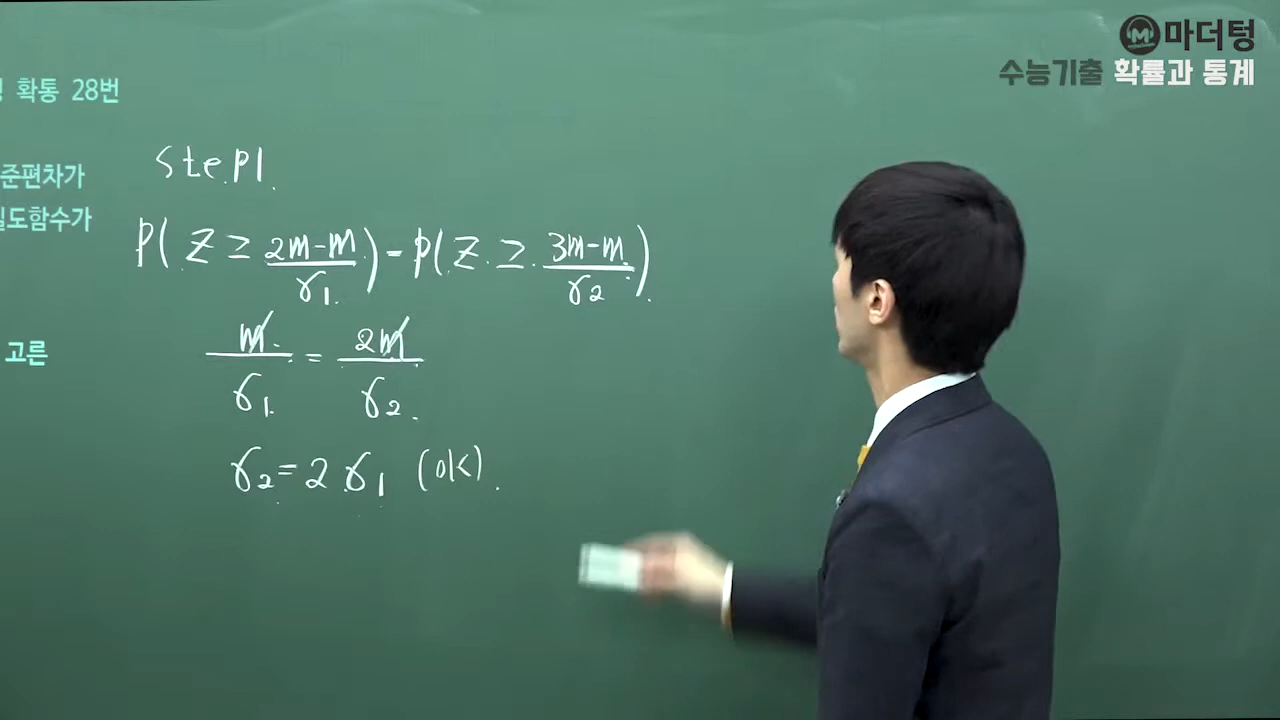 마더텅
수능기출 확률과 통계
확통 28번
준편차가
밀도함수가
고른
Step1.
P(Z ≥ 2m-m/σ1) - P(Z ≥ 3m-m/σ2)
m/σ1 = 2m/σ2
σ2 = 2σ1 (ok)